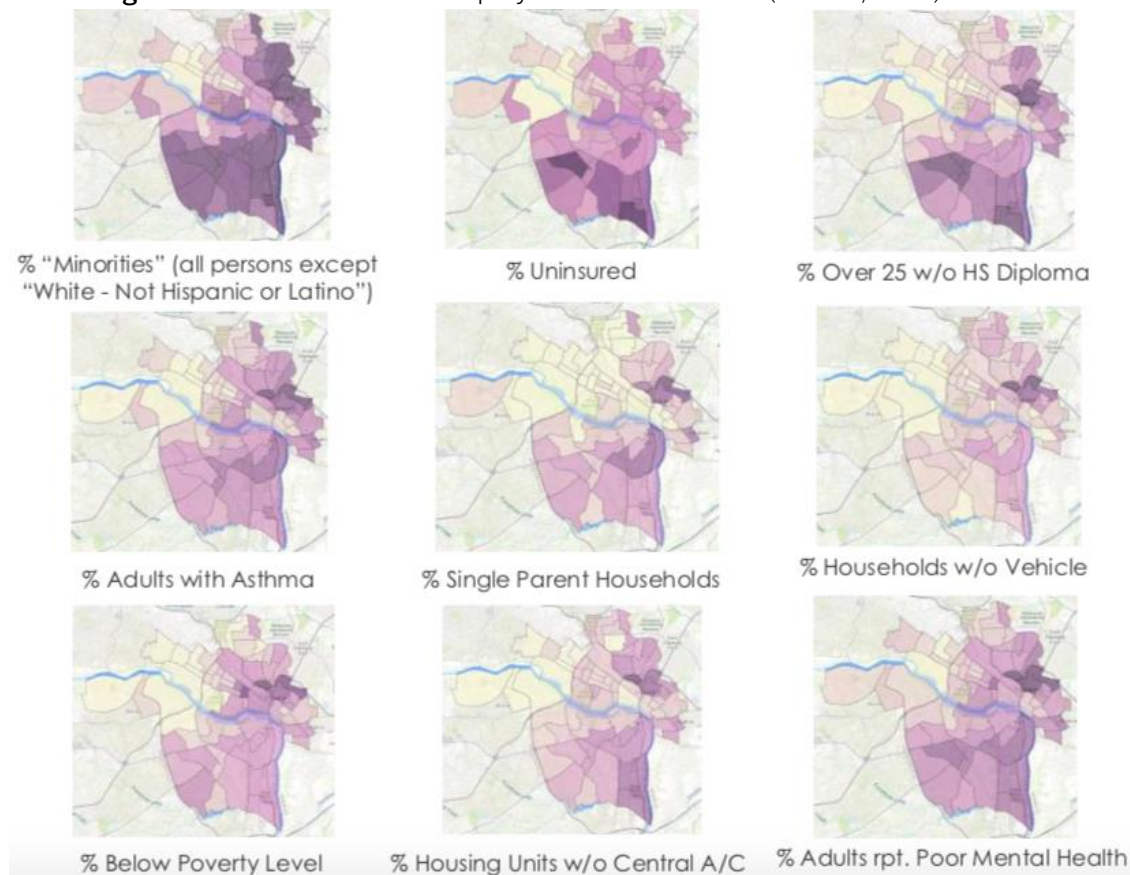 % “Minorities” (all persons except
“White - Not Hispanic or Latino”)
% Uninsured
% Over 25 w/o HS Diploma
% Adults with Asthma
% Single Parent Households
% Households w/o Vehicle
% Below Poverty Level
% Housing Units w/o Central A/C
% Adults rpt. Poor Mental Health